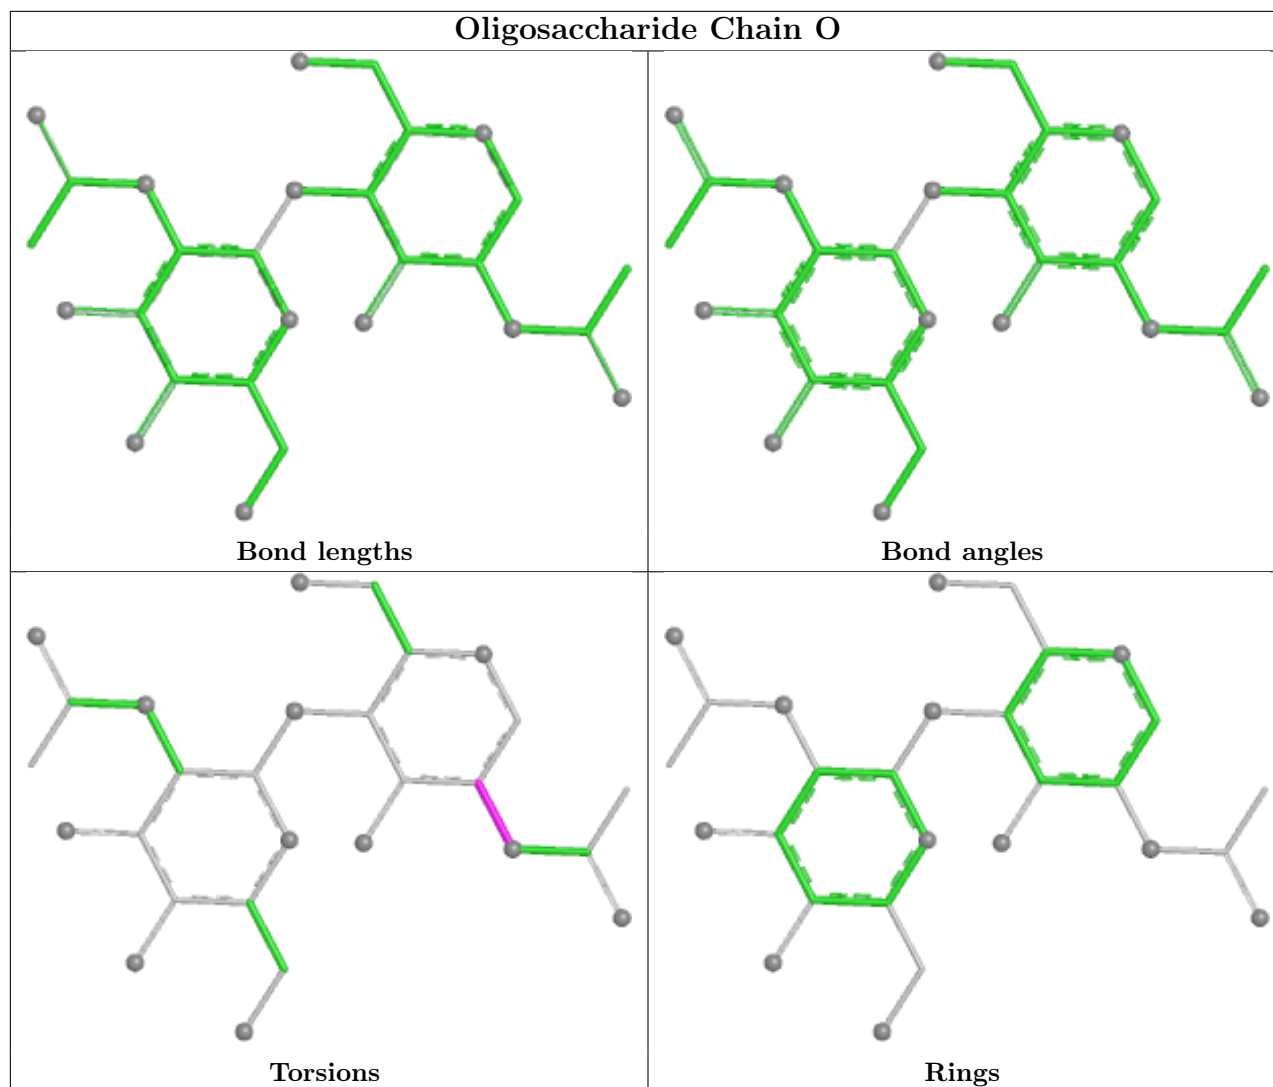 Oligosaccharide Chain O
Bond lengths
Bond angles
Torsions
Rings